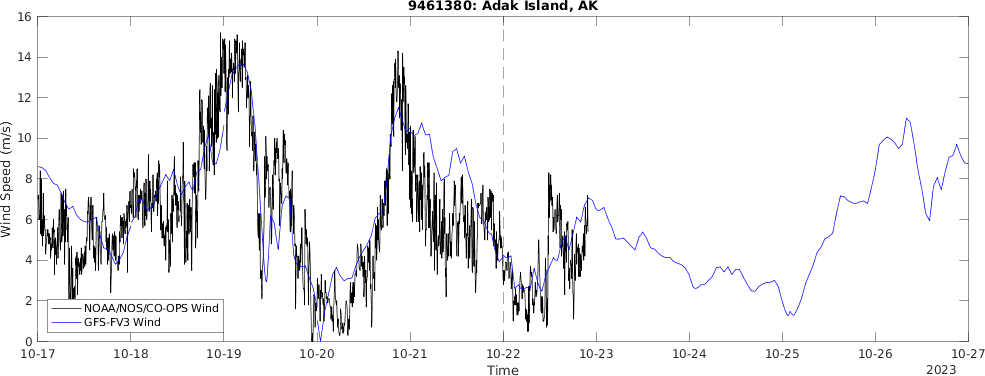 9461380: Adak Island, AK
Wind Speed (m/s)
16
14
12
10
8
6
4
2
0
NOAA/NOS/CO-OPS Wind
GFS-FV3 Wind
10-17 10-18 10-19 10-20 10-21 10-22 10-23 10-24 10-25 10-26 10-27
Time
2023